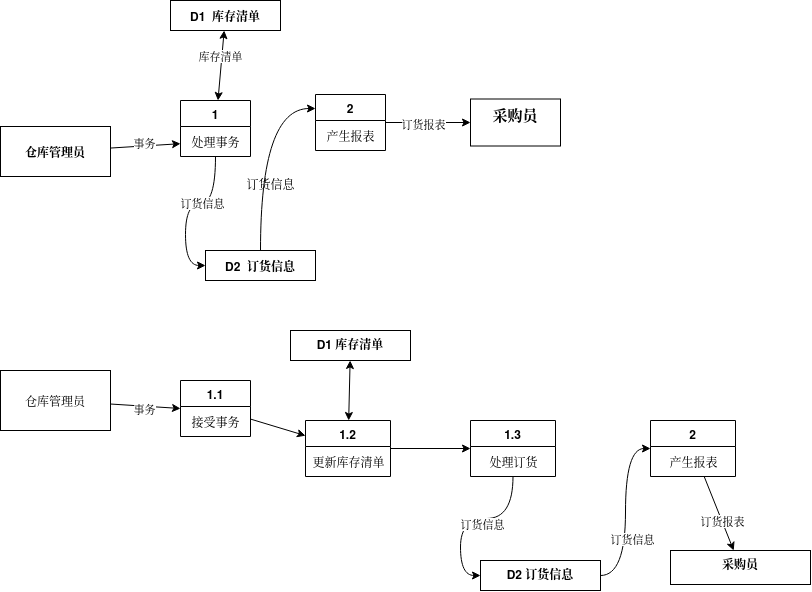 D1 库存清单
库存清单
1
处理事务
2
产生报表
订货报表
采购员
仓库管理员
事务
订货信息
订货信息
D2 订货信息
D1 库存清单
仓库管理员
事务
1.1
接受事务
1.2
更新库存清单
1.3
处理订货
2
产生报表
订货信息
订货信息
订货报表
D2 订货信息
采购员